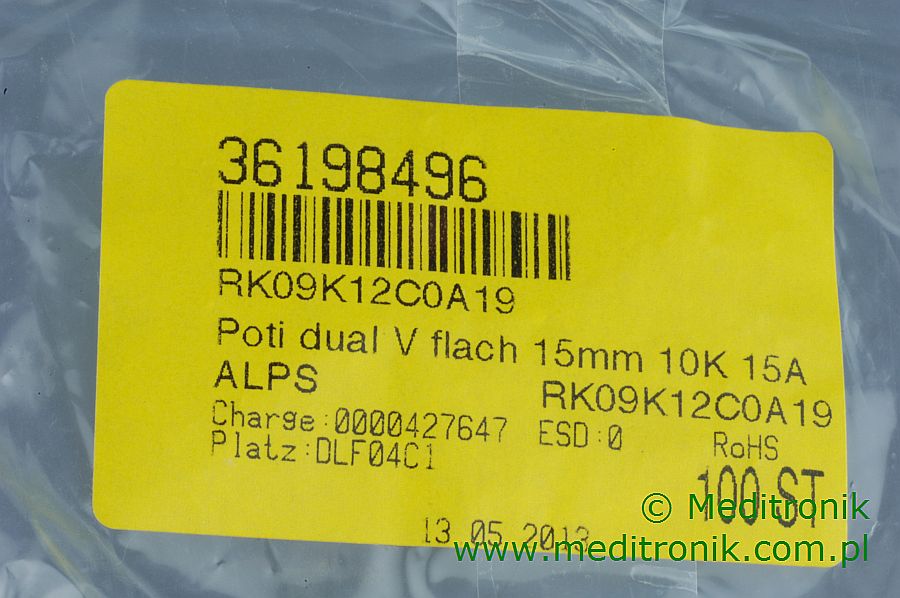 36198496
RK09K12C0A19
Poti dual V flach 15mm 10K 15A
ALPS RK09K12C0A19
Charge:0000427647 ESD:0 RoHS
Platz:DLF04C1
100 ST
© Meditronik
13 05 2013
www.meditronik.com.pl